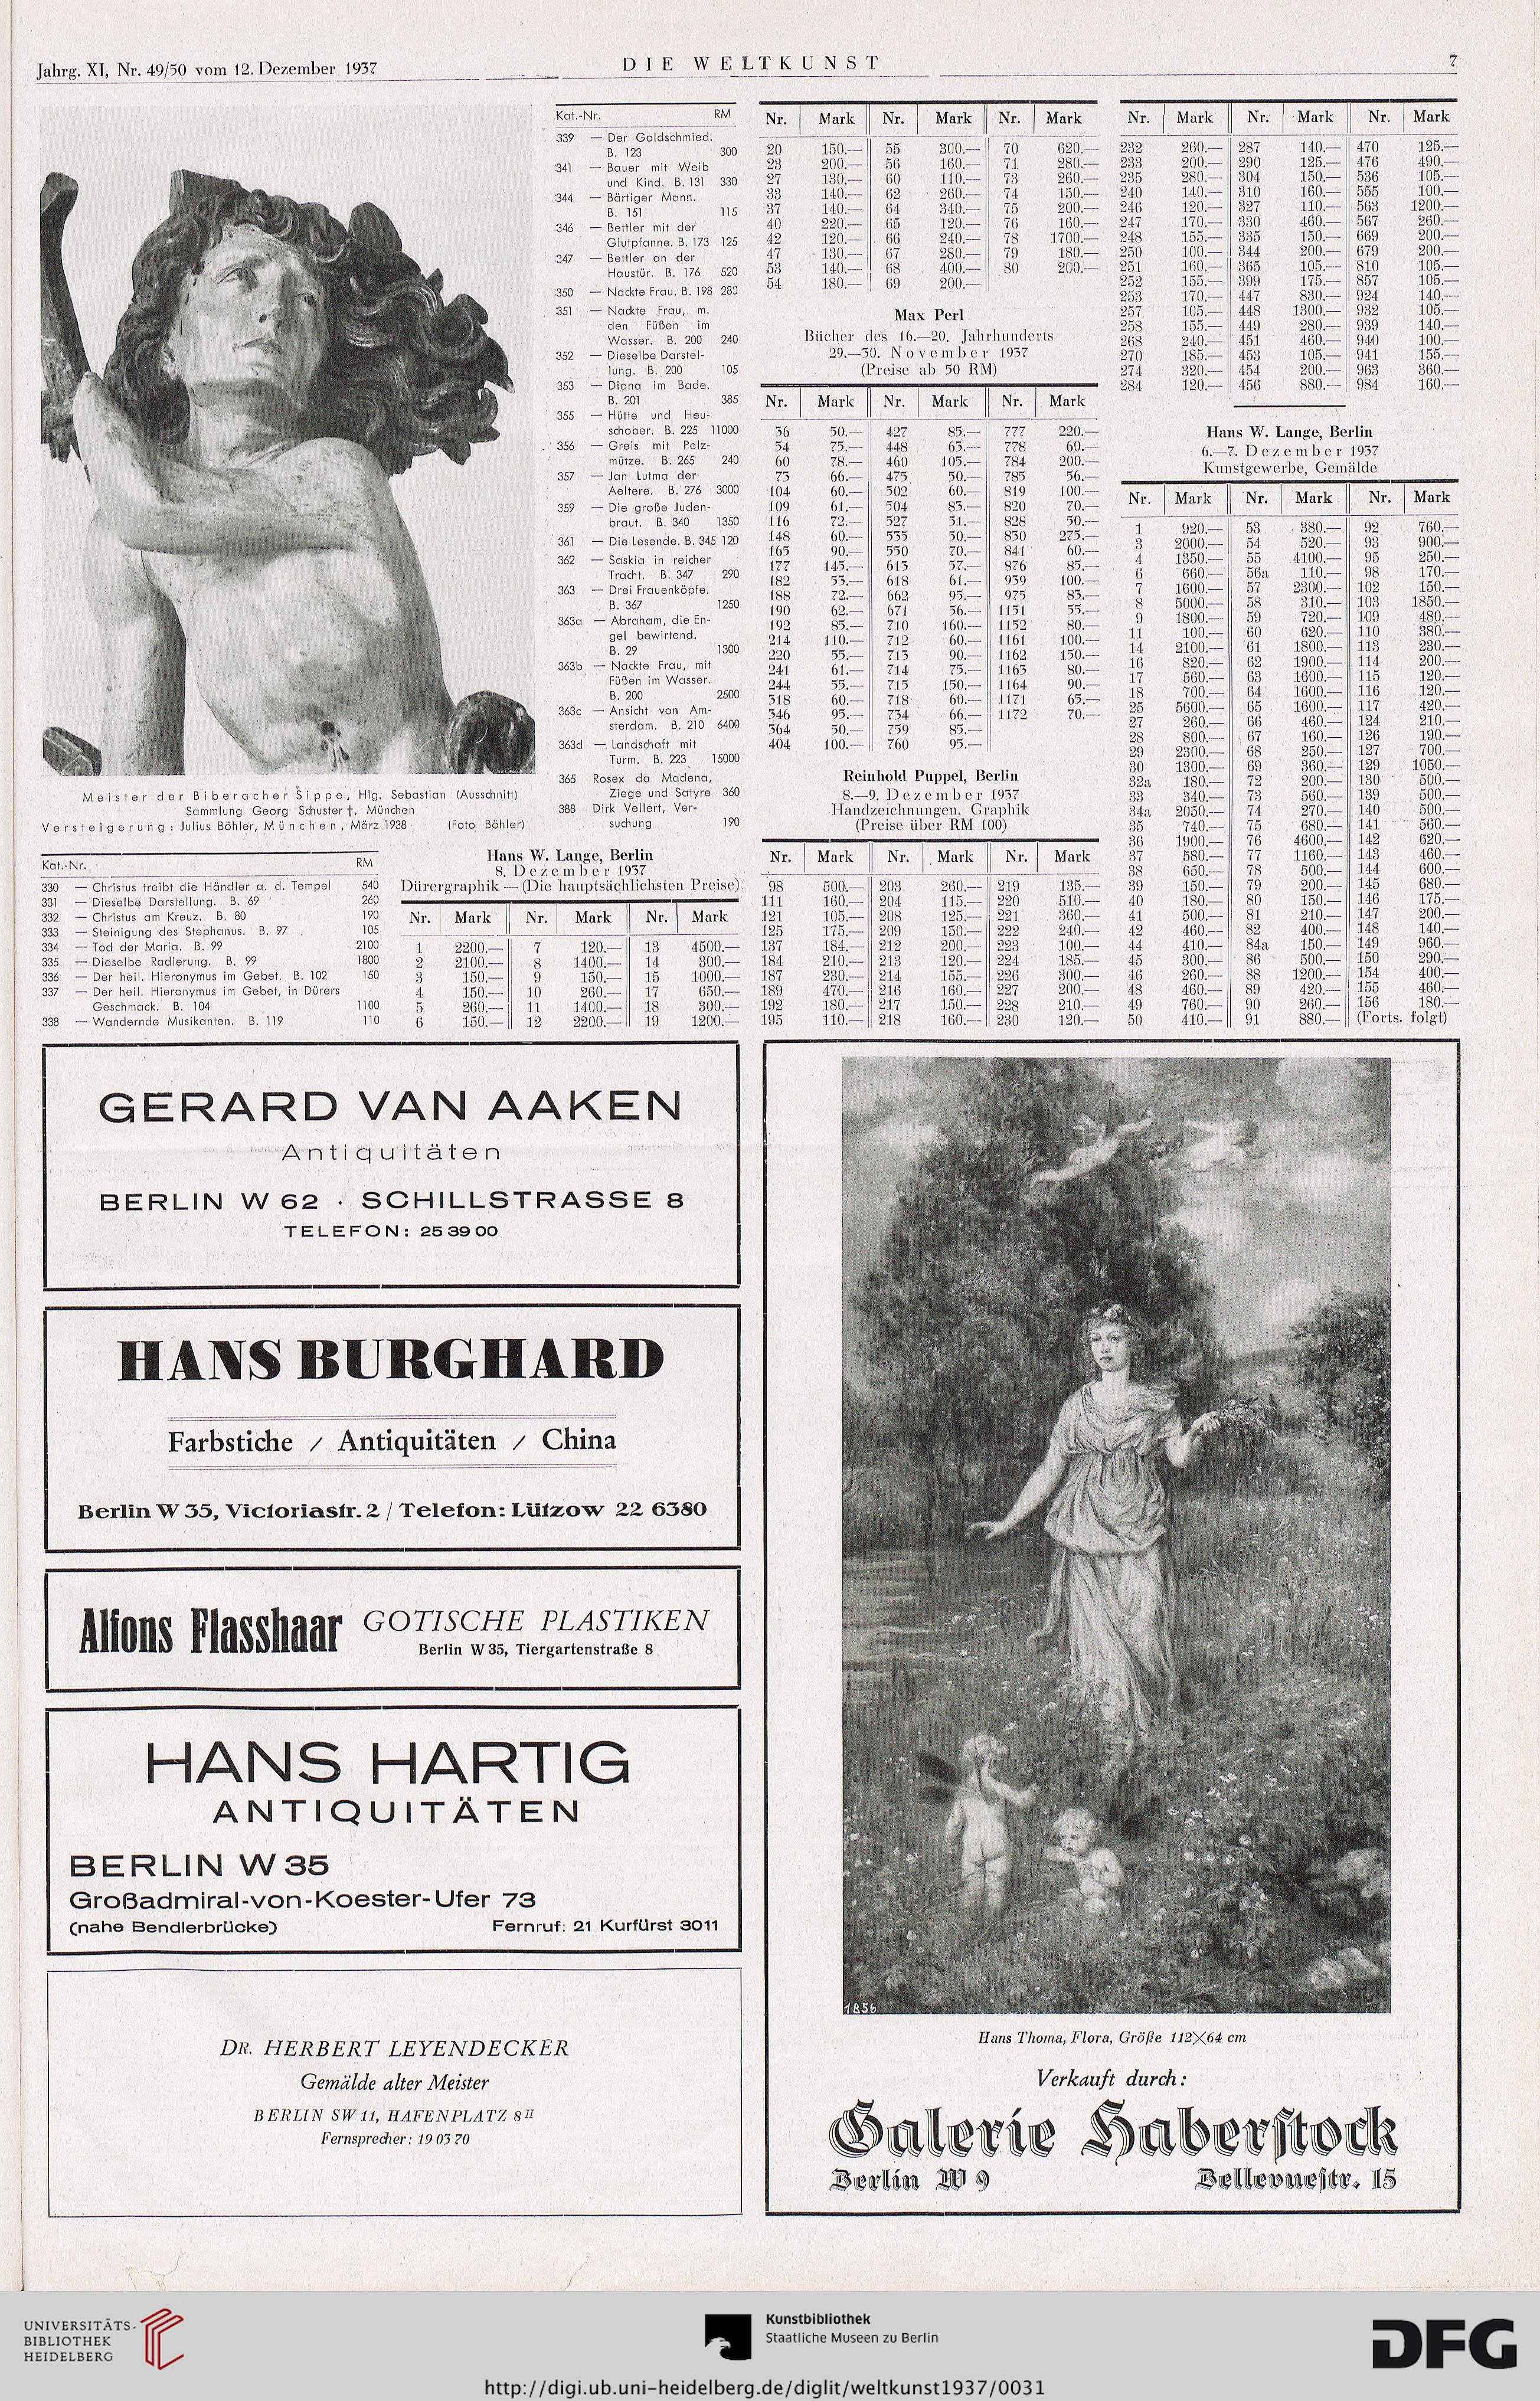 Jahrg. XI, Nr. 49/50 vom 12. Dezember 1937
DIE WELTKUNST
7
Meister der Biberacher Sippe, Hlg. Sebastian (Ausschnitt)
Sammlung Georg Schuster †, München
Versteigerung: Julius Böhler, München, März 1938 (Foto Böhler)
Kat.-Nr. RM
330 — Christus treibt die Händler a. d. Tempel 540
331 — Dieselbe Darstellung. B. 69 260
332 — Christus am Kreuz. B. 80 190
333 — Steinigung des Stephanus. B. 97 105
334 — Tod der Maria. B. 99 2100
335 — Dieselbe Radierung. B. 99 1800
336 — Der heil. Hieronymus im Gebet. B. 102 150
337 — Der heil. Hieronymus im Gebet, in Dürers
Geschmack. B. 104 1100
338 — Wandernde Musikanten. B. 119 110
Kat.-Nr. RM
339 — Der Goldschmied.
B. 123 300
341 — Bauer mit Weib
und Kind. B. 131 330
344 — Bärtiger Mann.
B. 151 115
346 — Bettler mit der
Glutpfanne. B. 173 125
347 — Bettler an der
Haustür. B. 176 520
350 — Nackte Frau. B. 198 280
351 — Nackte Frau, m.
den Füßen im
Wasser. B. 200 240
352 — Dieselbe Darstel-
lung. B. 200 105
353 — Diana im Bade.
B. 201 385
355 — Hütte und Heu-
schober. B. 225 11000
356 — Greis mit Pelz-
mütze. B. 265 240
357 — Jan Lutma der
Aeltere. B. 276 3000
359 — Die große Juden-
braut. B. 340 1350
361 — Die Lesende. B. 345 120
362 — Saskia in reicher
Tracht. B. 347 290
363 — Drei Frauenköpfe.
B. 367 1250
363a — Abraham, die En-
gel bewirtend.
B. 29 1300
363b — Nackte Frau, mit
Füßen im Wasser.
B. 200 2500
363c — Ansicht von Am-
sterdam. B. 210 6400
363d — Landschaft mit
Turm. B. 223 15000
365 Rosex da Madena,
Ziege und Satyre 360
388 Dirk Vellert, Ver-
suchung 190
Hans W. Lange, Berlin
8. Dezember 1937
Dürergraphik — (Die hauptsächlichsten Preise)
Nr. Mark Nr. Mark Nr. Mark
1 2200.— 7 120.— 13 4500.—
2 2100.— 8 1400.— 14 300.—
3 150.— 9 150.— 15 1000.—
4 150.— 10 260.— 17 650.—
5 260.— 11 1400.— 18 300.—
6 150.— 12 2200.— 19 1200.—
Nr. Mark Nr. Mark Nr. Mark
20 150.— 55 300.— 70 620.—
23 200.— 56 160.— 71 280.—
27 130.— 60 110.— 73 260.—
33 140.— 62 260.— 74 150.—
37 140.— 64 340.— 75 200.—
40 220.— 65 120.— 76 160.—
42 120.— 66 240.— 78 1700.—
47 130.— 67 280.— 79 180.—
53 140.— 68 400.— 80 200.—
54 180.— 69 200.—
Max Perl
Bücher des 16.—20. Jahrhunderts
29.—30. November 1937
(Preise ab 50 RM)
Nr. Mark Nr. Mark Nr. Mark
36 50.— 427 85.— 777 220.—
54 75.— 448 65.— 778 60.—
60 78.— 460 105.— 784 200.—
73 66.— 475 50.— 785 56.—
104 60.— 502 60.— 819 100.—
109 61.— 504 85.— 820 70.—
116 72.— 527 51.— 828 50.—
148 60.— 535 50.— 830 275.—
165 90.— 550 70.— 841 60.—
177 145.— 613 57.— 876 85.—
182 55.— 618 61.— 939 100.—
188 72.— 662 95.— 975 85.—
190 62.— 671 56.— 1151 55.—
192 85.— 710 160.— 1152 80.—
214 110.— 712 60.— 1161 100.—
220 55.— 713 90.— 1162 150.—
241 61.— 714 75.— 1163 80.—
244 55.— 715 150.— 1164 90.—
318 60.— 718 60.— 1171 65.—
346 95.— 734 66.— 1172 70.—
364 50.— 759 85.—
404 100.— 760 95.—
Reinhold Puppel, Berlin
8.—9. Dezember 1937
Handzeichnungen, Graphik
(Preise über RM 100)
Nr. Mark Nr. Mark Nr. Mark
98 500.— 203 260.— 219 135.—
111 160.— 204 115.— 220 510.—
121 105.— 208 125.— 221 360.—
125 175.— 209 150.— 222 240.—
137 184.— 212 200.— 223 100.—
184 210.— 213 120.— 224 185.—
187 230.— 214 155.— 226 300.—
189 470.— 216 160.— 227 200.—
192 180.— 217 150.— 228 210.—
195 110.— 218 160.— 230 120.—
Nr. Mark Nr. Mark Nr. Mark
232 260.— 287 140.— 470 125.—
233 200.— 290 125.— 476 490.—
235 280.— 304 150.— 536 105.—
240 140.— 310 160.— 555 100.—
246 120.— 327 110.— 563 1200.—
247 170.— 330 460.— 567 260.—
248 155.— 335 150.— 669 200.—
250 100.— 344 200.— 679 200.—
251 160.— 365 105.— 810 105.—
252 155.— 399 175.— 857 105.—
253 170.— 447 830.— 924 140.—
257 105.— 448 1300.— 932 105.—
258 155.— 449 280.— 939 140.—
268 240.— 451 460.— 940 100.—
270 185.— 453 105.— 941 155.—
274 320.— 454 200.— 963 360.—
284 120.— 456 880.— 984 160.—
Hans W. Lange, Berlin
6.—7. Dezember 1937
Kunstgewerbe, Gemälde
Nr. Mark Nr. Mark Nr. Mark
1 920.— 53 380.— 92 760.—
3 2000.— 54 520.— 93 900.—
4 1350.— 55 4100.— 95 250.—
6 660.— 56a 110.— 98 170.—
7 1600.— 57 2300.— 102 150.—
8 5000.— 58 310.— 103 1850.—
9 1800.— 59 720.— 109 480.—
11 100.— 60 620.— 110 380.—
14 2100.— 61 1800.— 113 230.—
16 820.— 62 1900.— 114 200.—
17 560.— 63 1600.— 115 120.—
18 700.— 64 1600.— 116 120.—
25 5600.— 65 1600.— 117 420.—
27 260.— 66 460.— 124 210.—
28 800.— 67 160.— 126 190.—
29 2300.— 68 250.— 127 700.—
30 1300.— 69 360.— 129 1050.—
32a 180.— 72 200.— 130 500.—
33 340.— 73 560.— 139 500.—
34a 2050.— 74 270.— 140 500.—
35 740.— 75 680.— 141 560.—
36 1900.— 76 4600.— 142 620.—
37 580.— 77 1160.— 143 460.—
38 650.— 78 500.— 144 600.—
39 150.— 79 200.— 145 680.—
40 180.— 80 150.— 146 175.—
41 500.— 81 210.— 147 200.—
42 460.— 82 400.— 148 140.—
44 410.— 84a 150.— 149 960.—
45 300.— 86 500.— 150 290.—
46 260.— 88 1200.— 154 400.—
48 460.— 89 420.— 155 460.—
49 760.— 90 260.— 156 180.—
50 410.— 91 880.— (Forts. folgt)
GERARD VAN AAKEN
Antiquitäten
BERLIN W 62 · SCHILLSTRASSE 8
TELEFON: 25 39 00
HANS BURGHARD
Farbstiche / Antiquitäten / China
Berlin W 35, Victoriastr. 2 / Telefon: Lützow 22 6380
Alfons Flasshaar GOTISCHE PLASTIKEN
Berlin W 35, Tiergartenstraße 8
HANS HARTIG
ANTIQUITÄTEN
BERLIN W 35
Großadmiral-von-Koester-Ufer 73
(nahe Bendlerbrücke) Fernruf: 21 Kurfürst 3011
DR. HERBERT LEYENDECKER
Gemälde alter Meister
BERLIN SW 11, HAFENPLATZ 8 II
Fernsprecher: 19 03 70
1856
Hans Thoma, Flora, Größe 112×64 cm
Verkauft durch:
Galerie Haberstock
Berlin W 9 Bellevuestr. 15
UNIVERSITÄTS-
BIBLIOTHEK
HEIDELBERG
Kunstbibliothek
Staatliche Museen zu Berlin
DFG
http://digi.ub.uni-heidelberg.de/diglit/weltkunst1937/0031